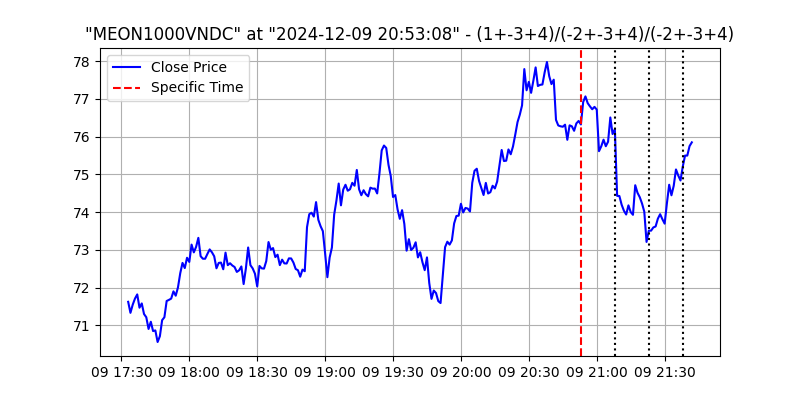 "MEON1000VNDC" at "2024-12-09 20:53:08" - (1+-3+4)/(-2+-3+4)/(-2+-3+4)
Close Price
Specific Time
78
77
76
75
74
73
72
71
09 17:30 09 18:00 09 18:30 09 19:00 09 19:30 09 20:00 09 20:30 09 21:00 09 21:30